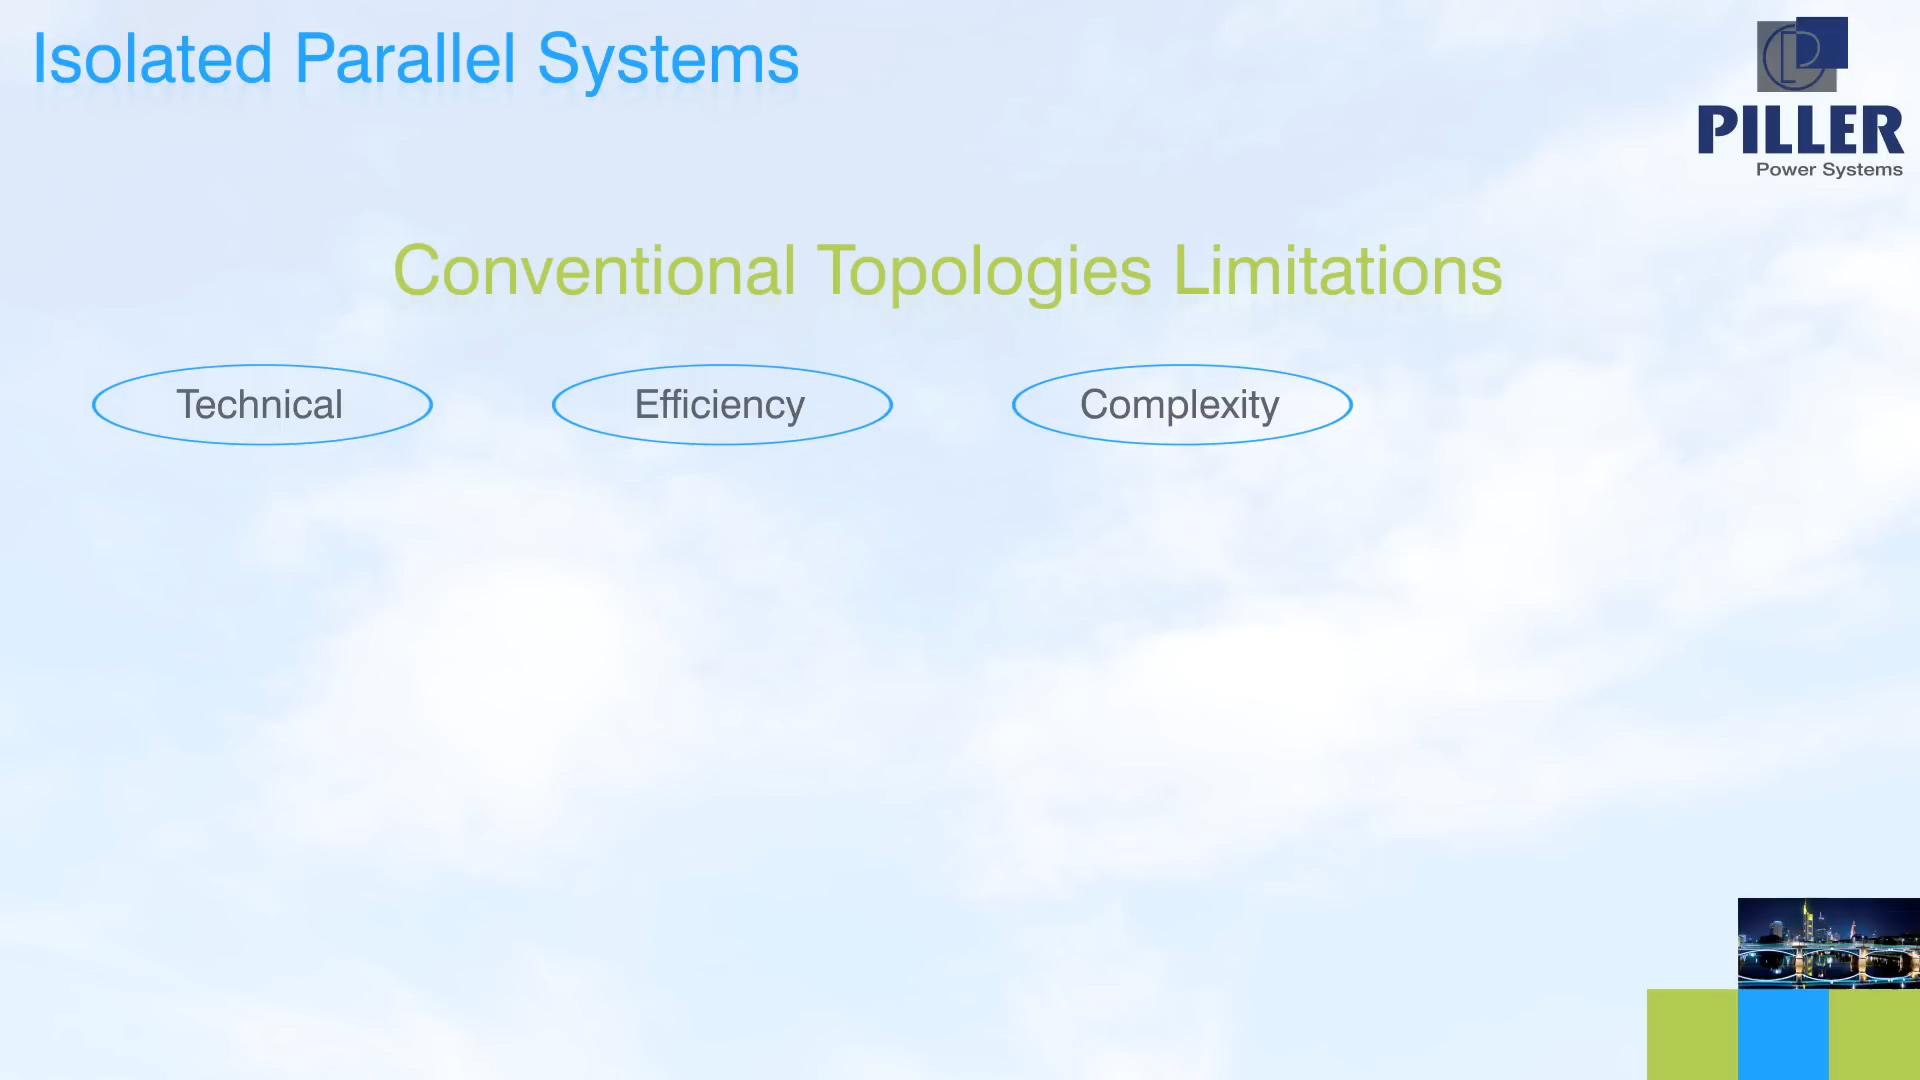 Isolated Parallel Systems
PILLER
Power Systems
Conventional Topologies Limitations
Technical
Efficiency
Complexity